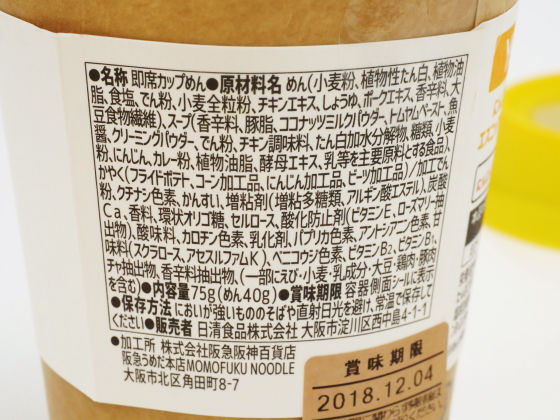 ●名称 即席カップめん●原材料名 めん(小麦粉、植物性たん白、植物油
脂、食塩、でん粉、小麦全粒粉、チキンエキス、しょうゆ、ポークエキス、香辛料、大
豆食物繊維)、スープ(香辛料、豚脂、ココナッツミルクパウダー、トムヤムペースト、魚
醤、クリーミングパウダー、でん粉、チキン調味料、たん白加水分解物、糖類、小麦
粉、にんじん、カレー粉、植物油脂、酵母エキス、乳等を主要原料とする食品)、
かやく(フライドポテト、コーン加工品、にんじん加工品、ビーツ加工品)/加工でん
粉、クチナシ色素、かんすい、増粘剤(増粘多糖類、アルギン酸エステル)、炭酸
Ca、香料、環状オリゴ糖、セルロース、酸化防止剤(ビタミンE、ローズマリー抽
出物)、酸味料、カロチン色素、乳化剤、パプリカ色素、アントシアニン色素、甘
味料(スクラロース、アセスルファムK)、ベニコウジ色素、ビタミンB₂、ビタミンB₁、
チャ抽出物、香辛料抽出物、(一部にえび・小麦・乳成分・大豆・鶏肉・豚肉
を含む)●内容量 75g(めん40g)●賞味期限 容器側面シールに表示
●保存方法 においが強いもののそばや直射日光を避け、常温で保存して
ください●販売者 日清食品株式会社 大阪市淀川区西中島4-1-1
●加工所 株式会社阪急阪神百貨店
阪急うめだ本店MOMOFUKU NOODLE
大阪市北区角田町8-7
賞味期限
2018.12.04